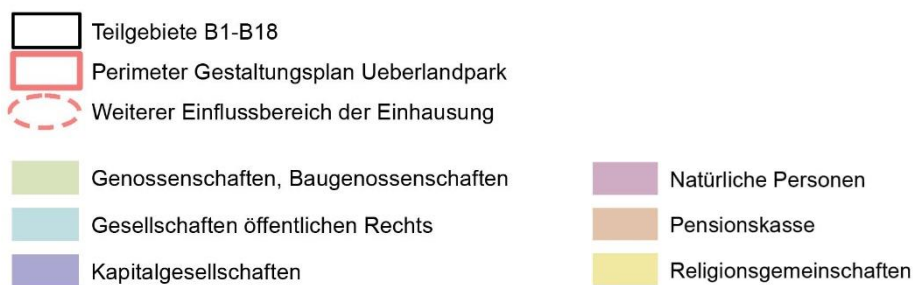 Teilgebiete B1-B18
Perimeter Gestaltungsplan Ueberlandpark
Weiterer Einflussbereich der Einhausung
Genossenschaften, Baugenossenschaften
Gesellschaften öffentlichen Rechts
Kapitalgesellschaften
Natürliche Personen
Pensionskasse
Religionsgemeinschaften